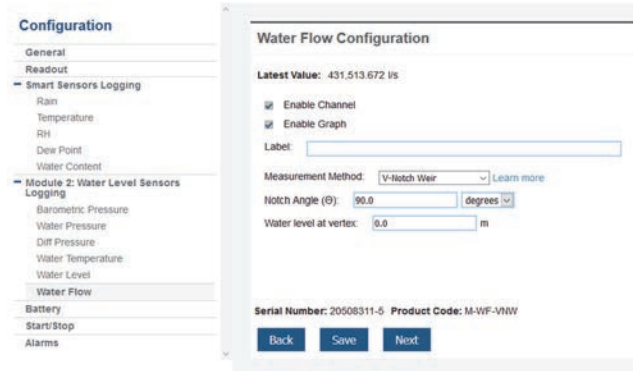 Configuration
General
Readout
Smart Sensors Logging
Rain
Temperature
RH
Dew Point
Water Content
Module 2: Water Level Sensors
Logging
Barometric Pressure
Water Pressure
Diff Pressure
Water Temperature
Water Level
Water Flow
Battery
Start/Stop
Alarms
Water Flow Configuration
Latest Value: 431,513.672 l/s
Enable Channel
Enable Graph
Label:
Measurement Method: V-Notch Weir Learn more
Notch Angle (Θ): 90.0 degrees
Water level at vertex: 0.0 m
Serial Number: 20508311-5 Product Code: M-WF-VNW
Back Save Next